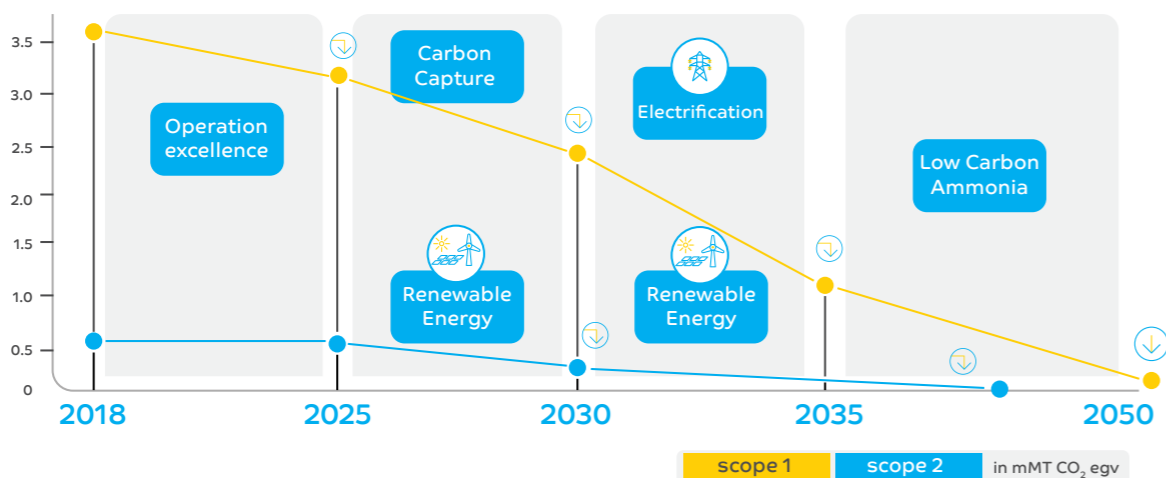 3.5
3.0
2.5
2.0
1.5
1.0
0.5
0
Operation
excellence
Carbon
Capture
Renewable
Energy
Electrification
Renewable
Energy
Low Carbon
Ammonia
2018
2025
2030
2035
2050
scope 1
scope 2
in mMT CO₂ egv